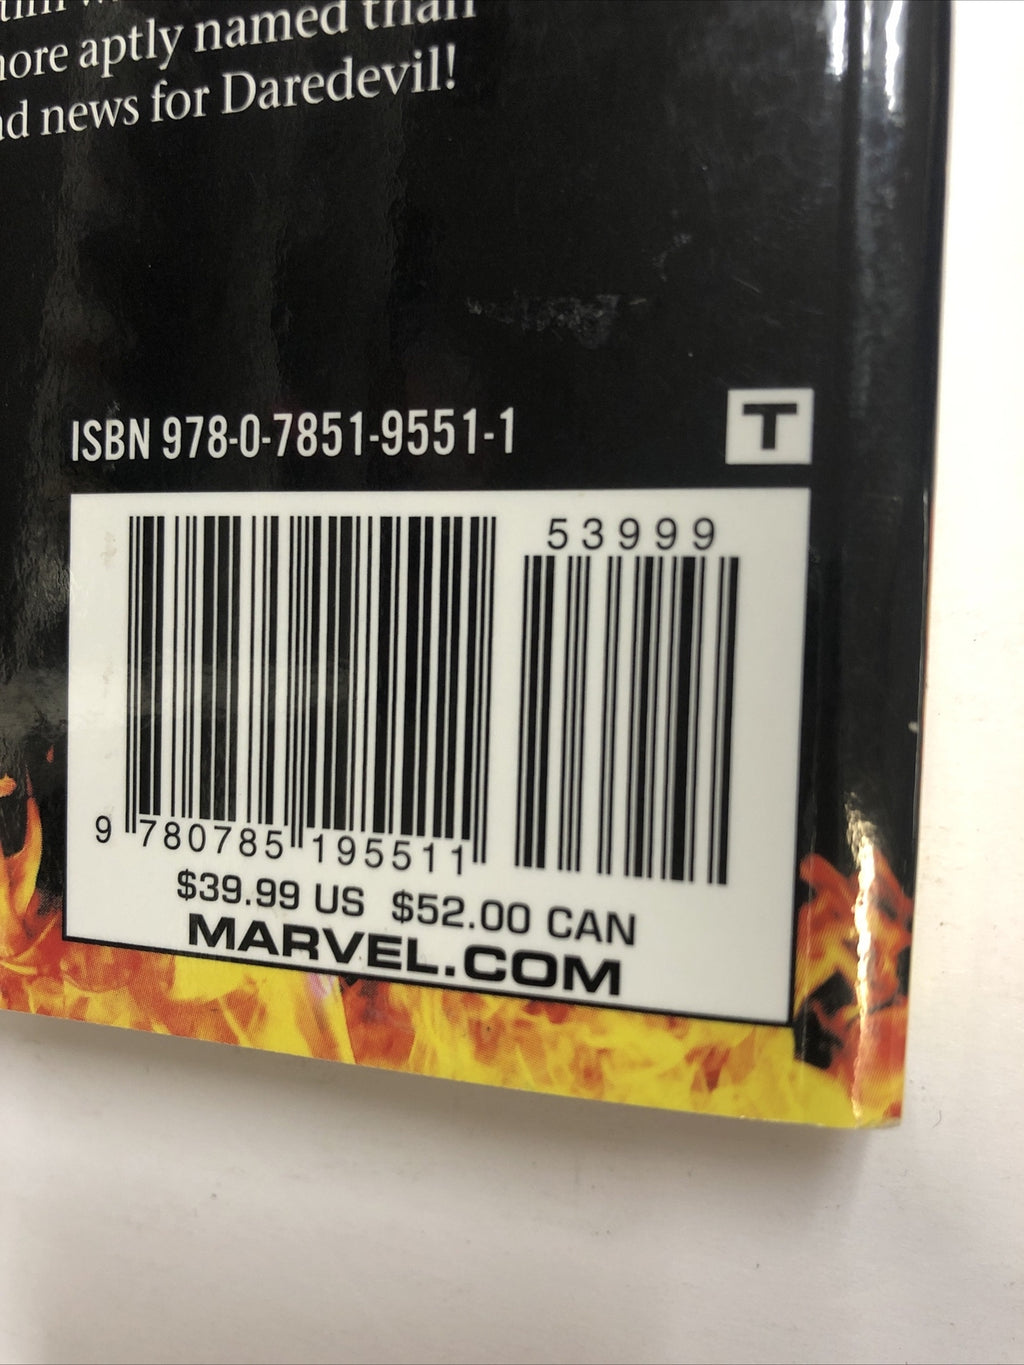 aptly named than
news for Daredevil!
ISBN 978-0-7851-9551-1
T
53999
9 780785 195511
$39.99 US $52.00 CAN
MARVEL.COM